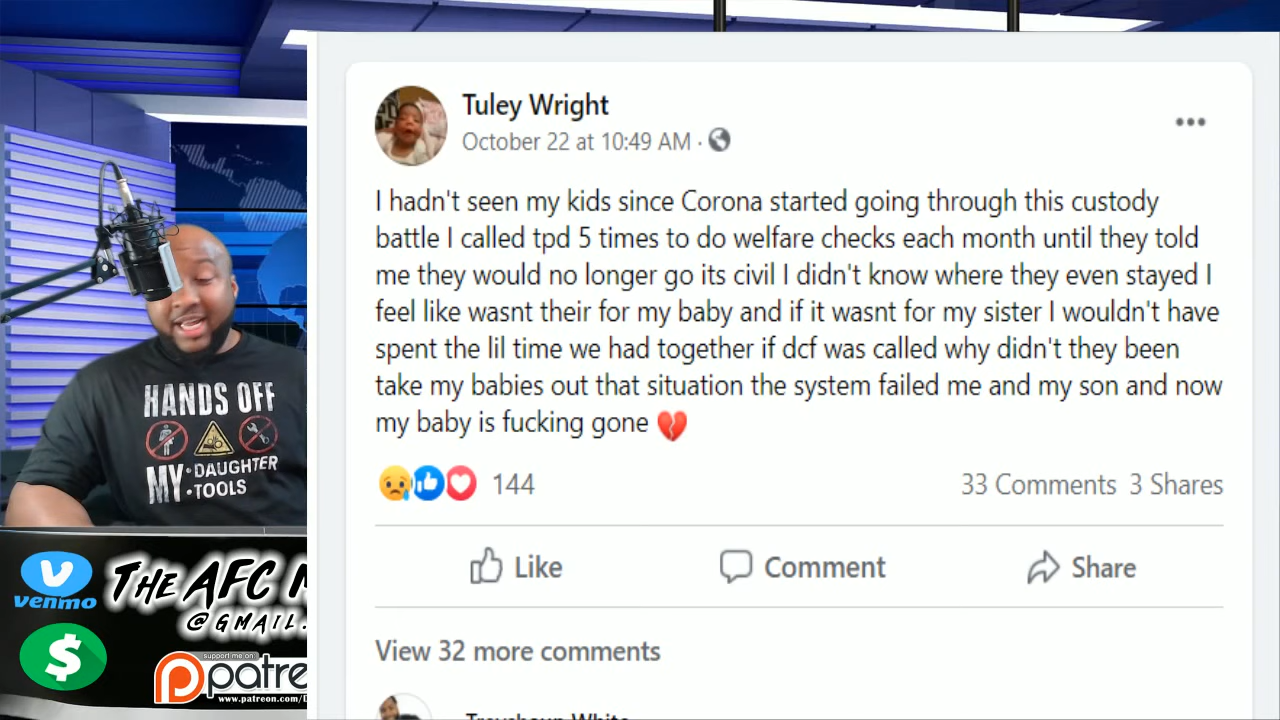 Tuley Wright
October 22 at 10:49 AM ·
I hadn't seen my kids since Corona started going through this custody
battle I called tpd 5 times to do welfare checks each month until they told
me they would no longer go its civil I didn't know where they even stayed I
feel like wasnt their for my baby and if it wasnt for my sister I wouldn't have
spent the lil time we had together if dcf was called why didn't they been
take my babies out that situation the system failed me and my son and now
my baby is fucking gone 💔
144
33 Comments 3 Shares
Like Comment Share
View 32 more comments
HANDS OFF
MY
• DAUGHTER
• TOOLS
venmo
THE AFC
@GMAIL.
$
support me on
patre
www.patreon.com/